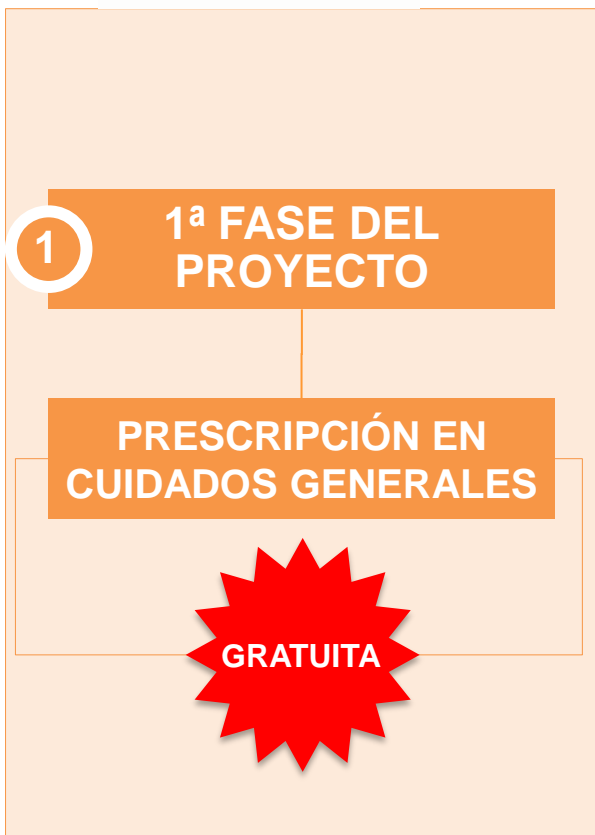 1
1ª FASE DEL
PROYECTO
PRESCRIPCIÓN EN
CUIDADOS GENERALES
GRATUITA